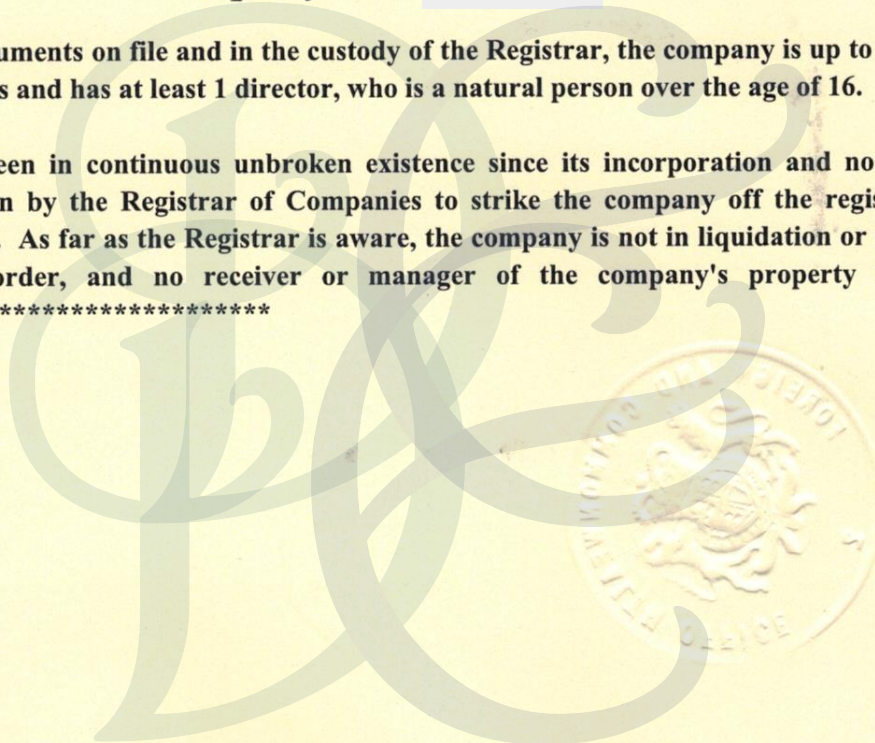 uments on file and in the custody of the Registrar, the company is up to
s and has at least 1 director, who is a natural person over the age of 16.
een in continuous unbroken existence since its incorporation and no
n by the Registrar of Companies to strike the company off the regis
. As far as the Registrar is aware, the company is not in liquidation or
order, and no receiver or manager of the company's property
*******************
FOREIGN AND COMMONWEALTH OFFICE